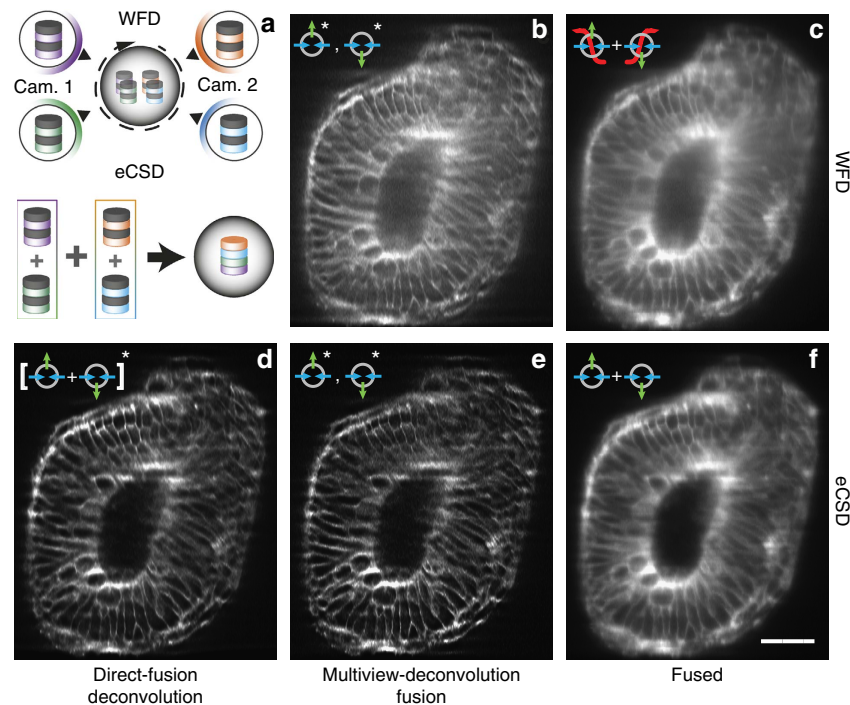 WFD
a
Cam. 1
Cam. 2
eCSD
+
+
+
b
* , *
c
+
WFD
d
[ + ] *
e
* , *
f
+
eCSD
Direct-fusion
deconvolution
Multiview-deconvolution
fusion
Fused